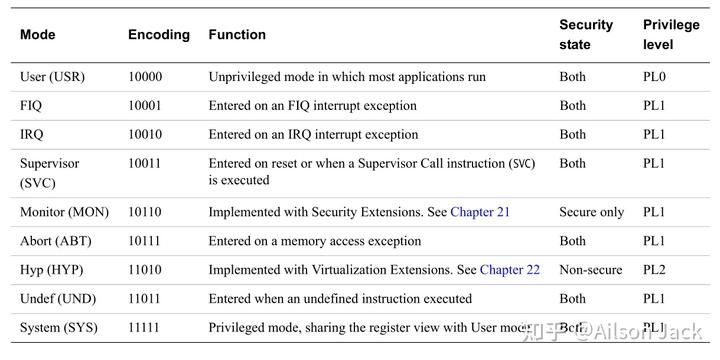 Mode Encoding Function Security state Privilege level
User (USR) 10000 Unprivileged mode in which most applications run Both PL0
FIQ 10001 Entered on an FIQ interrupt exception Both PL1
IRQ 10010 Entered on an IRQ interrupt exception Both PL1
Supervisor (SVC) 10011 Entered on reset or when a Supervisor Call instruction (SVC) is executed Both PL1
Monitor (MON) 10110 Implemented with Security Extensions. See Chapter 21 Secure only PL1
Abort (ABT) 10111 Entered on a memory access exception Both PL1
Hyp (HYP) 11010 Implemented with Virtualization Extensions. See Chapter 22 Non-secure PL2
Undef (UND) 11011 Entered when an undefined instruction executed Both PL1
System (SYS) 11111 Privileged mode, sharing the register view with User mode Both PL1
知乎 @Ailson Jack